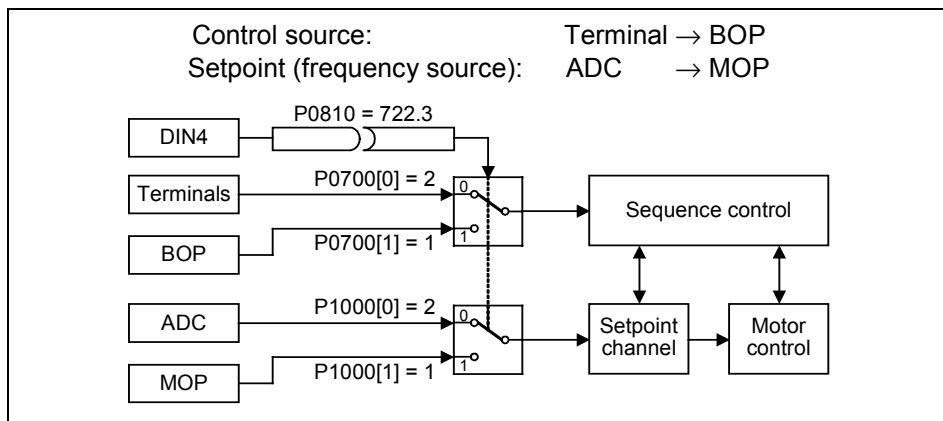 Control source: Terminal → BOP
Setpoint (frequency source): ADC → MOP
P0810 = 722.3
DIN4
Terminals
P0700[0] = 2
0
Sequence control
BOP
P0700[1] = 1
1
ADC
P1000[0] = 2
0
Setpoint
channel
Motor
control
MOP
P1000[1] = 1
1